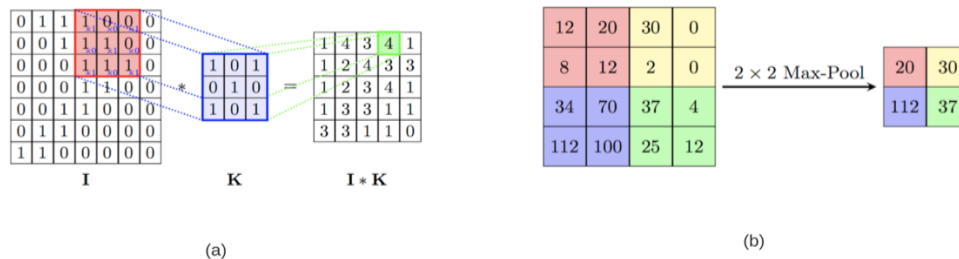 0 1 1 1 0 0 0
0 0 1 1 1 0 0
0 0 0 1 1 1 0
0 0 0 1 1 0 0
0 0 1 1 0 0 0
0 1 1 0 0 0 0
1 1 0 0 0 0 0
I
*
1 0 1
0 1 0
1 0 1
K
=
1 4 3 4 1
1 2 4 3 3
1 2 3 4 1
1 3 3 1 1
3 3 1 1 0
I * K
(a)
12 20 30 0
8 12 2 0
34 70 37 4
112 100 25 12
2 × 2 Max-Pool
20 30
112 37
(b)